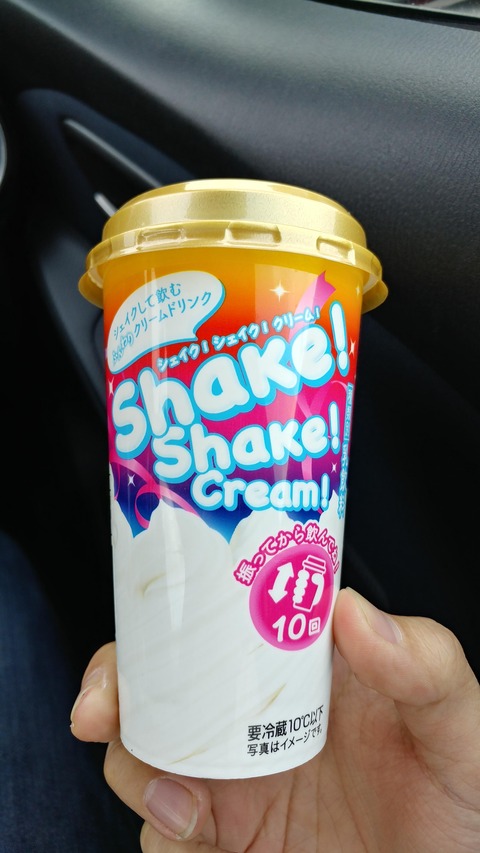 シェイクして飲む
クリームドリンク
シェイク！シェイク！クリーム！
Shake!
Shake!
Cream!
振ってから飲んでね!!
10回
要冷蔵10℃以下
写真はイメージです。